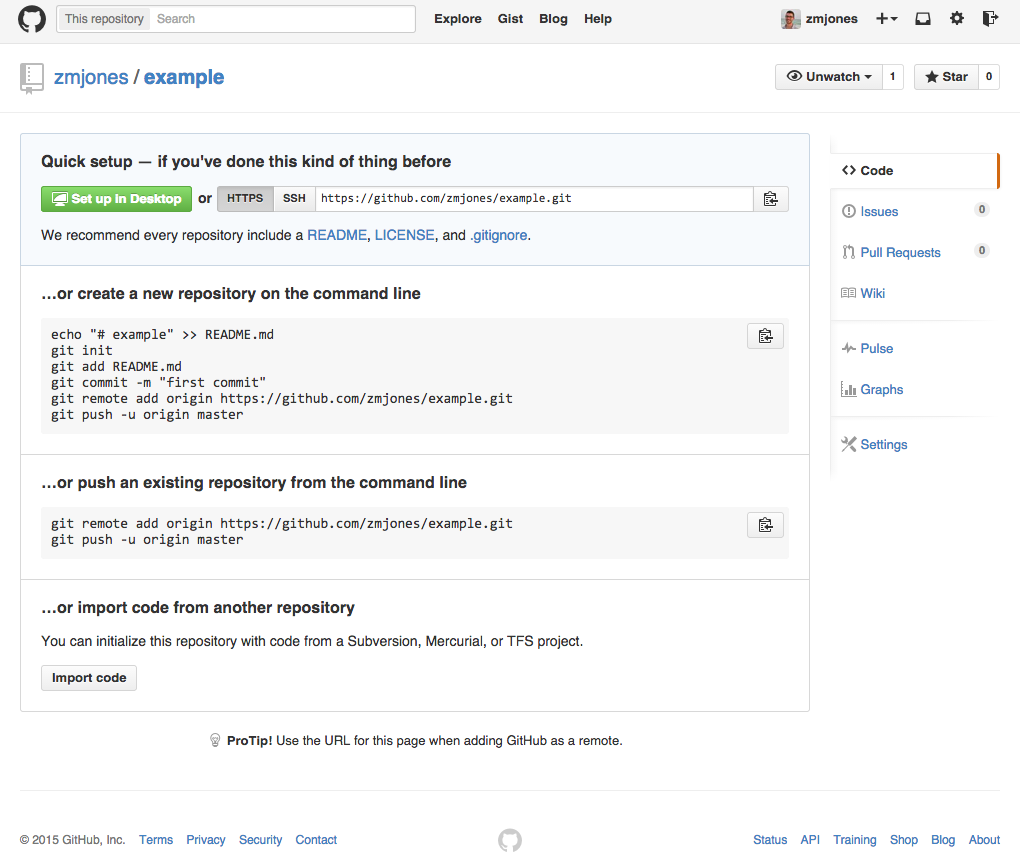 This repository Search Explore Gist Blog Help zmjones
zmjones / example Unwatch 1 Star 0
Quick setup — if you've done this kind of thing before
Set up in Desktop or HTTPS SSH https://github.com/zmjones/example.git
We recommend every repository include a README, LICENSE, and .gitignore.
…or create a new repository on the command line
echo "# example" >> README.md
git init
git add README.md
git commit -m "first commit"
git remote add origin https://github.com/zmjones/example.git
git push -u origin master
…or push an existing repository from the command line
git remote add origin https://github.com/zmjones/example.git
git push -u origin master
…or import code from another repository
You can initialize this repository with code from a Subversion, Mercurial, or TFS project.
Import code
ProTip! Use the URL for this page when adding GitHub as a remote.
Code
Issues 0
Pull Requests 0
Wiki
Pulse
Graphs
Settings
© 2015 GitHub, Inc. Terms Privacy Security Contact Status API Training Shop Blog About